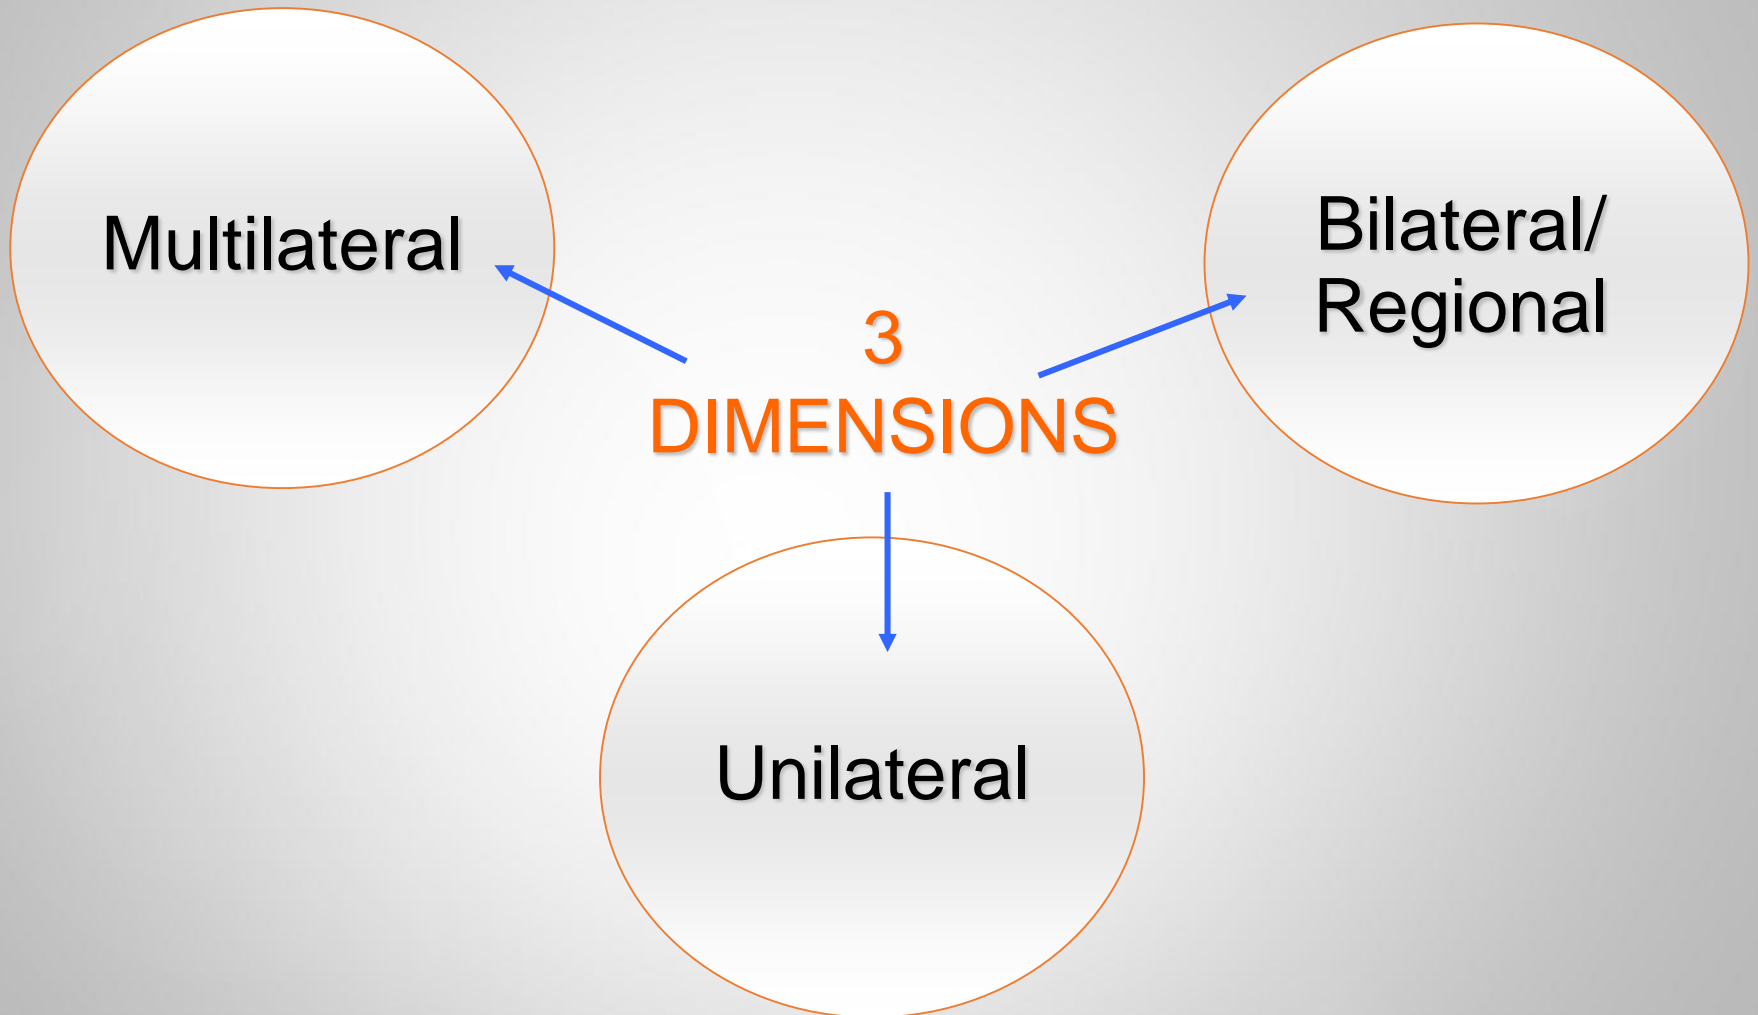 Multilateral
Bilateral/
Regional
3
DIMENSIONS
Unilateral